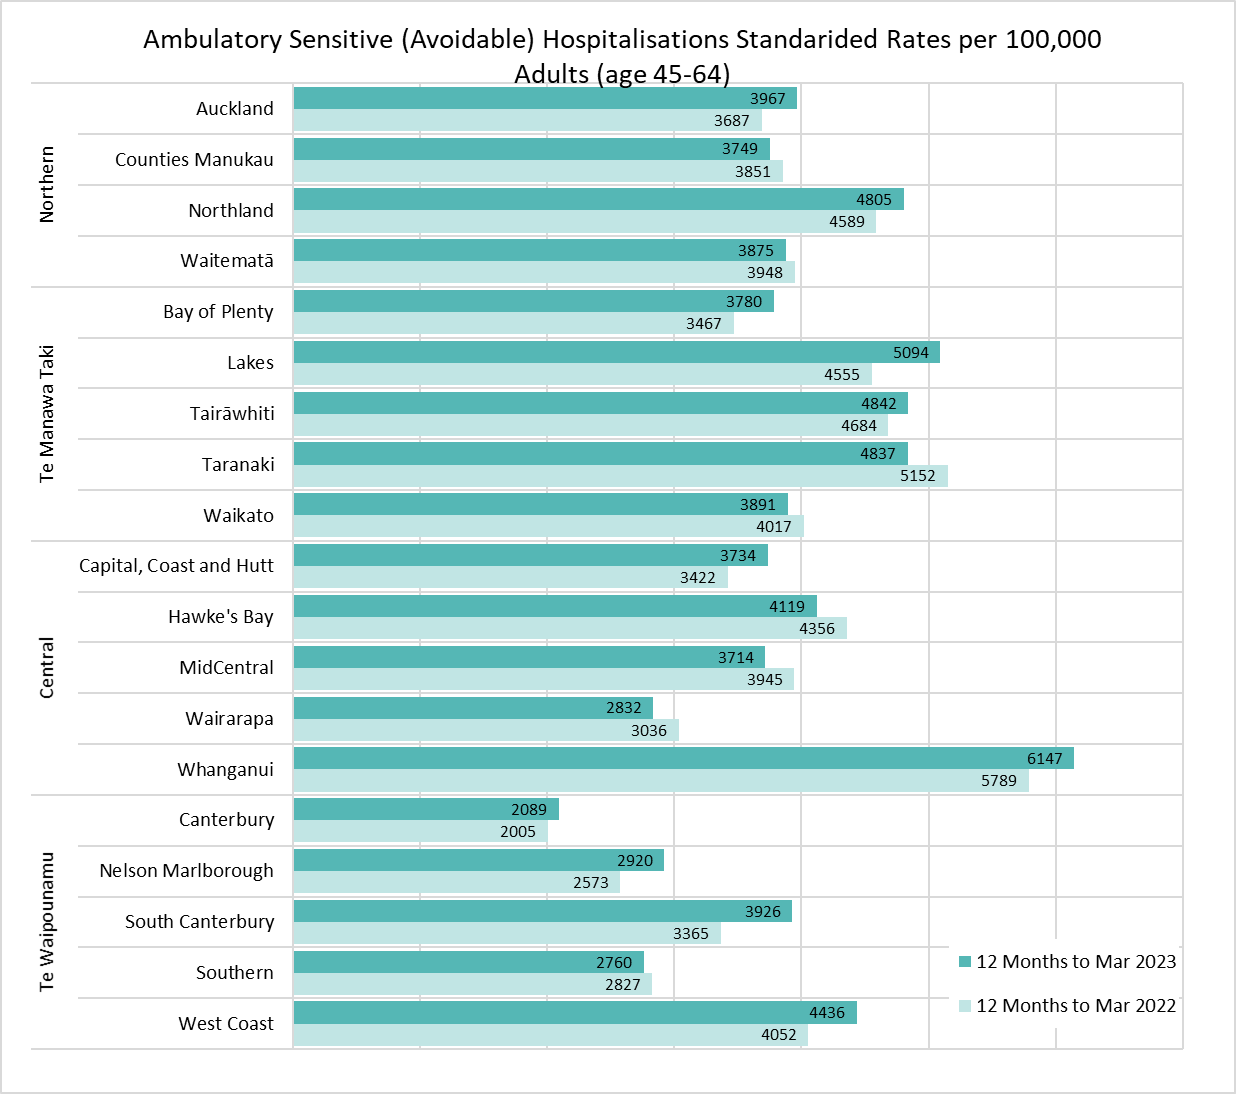 Ambulatory Sensitive (Avoidable) Hospitalisations Standarided Rates per 100,000
Adults (age 45-64)
Northern
Auckland
3967
3687
Counties Manukau
3749
3851
Northland
4805
4589
Waitematā
3875
3948
Te Manawa Taki
Bay of Plenty
3780
3467
Lakes
5094
4555
Tairāwhiti
4842
4684
Taranaki
4837
5152
Waikato
3891
4017
Central
Capital, Coast and Hutt
3734
3422
Hawke's Bay
4119
4356
MidCentral
3714
3945
Wairarapa
2832
3036
Whanganui
6147
5789
Te Waipounamu
Canterbury
2089
2005
Nelson Marlborough
2920
2573
South Canterbury
3926
3365
Southern
2760
2827
West Coast
4436
4052
12 Months to Mar 2023
12 Months to Mar 2022